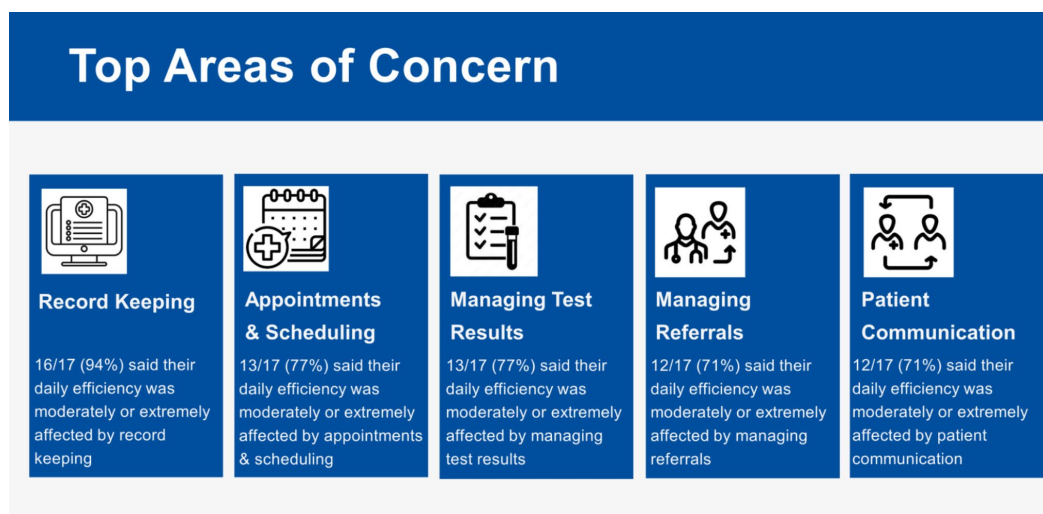 Top Areas of Concern
Record Keeping
16/17 (94%) said their
daily efficiency was
moderately or extremely
affected by record
keeping
Appointments
& Scheduling
13/17 (77%) said their
daily efficiency was
moderately or extremely
affected by appointments
& scheduling
Managing Test
Results
13/17 (77%) said their
daily efficiency was
moderately or extremely
affected by managing
test results
Managing
Referrals
12/17 (71%) said their
daily efficiency was
moderately or extremely
affected by managing
referrals
Patient
Communication
12/17 (71%) said their
daily efficiency was
moderately or extremely
affected by patient
communication